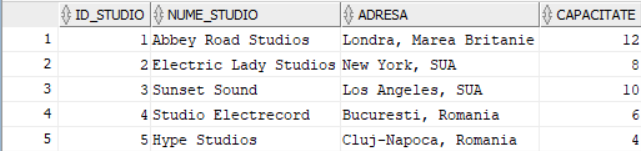 ID_STUDIO NUME_STUDIO ADRESA CAPACITATE
1 1 Abbey Road Studios Londra, Marea Britanie 12
2 2 Electric Lady Studios New York, SUA 8
3 3 Sunset Sound Los Angeles, SUA 10
4 4 Studio Electrecord Bucuresti, Romania 6
5 5 Hype Studios Cluj-Napoca, Romania 4